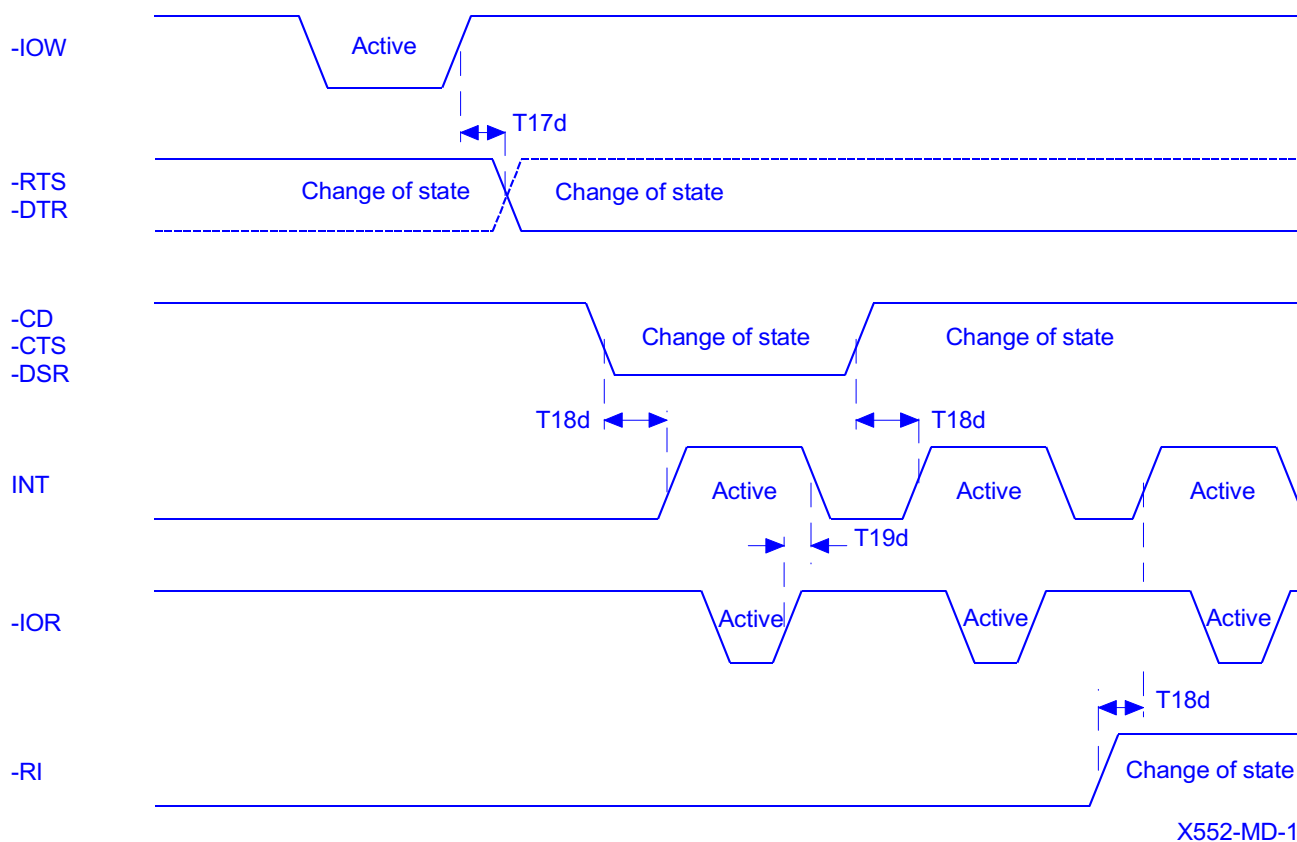 -IOW
Active
T17d
-RTS
-DTR
Change of state
Change of state
-CD
-CTS
-DSR
Change of state
Change of state
T18d
T18d
INT
Active
Active
Active
T19d
-IOR
Active
Active
Active
T18d
-RI
Change of state
X552-MD-1